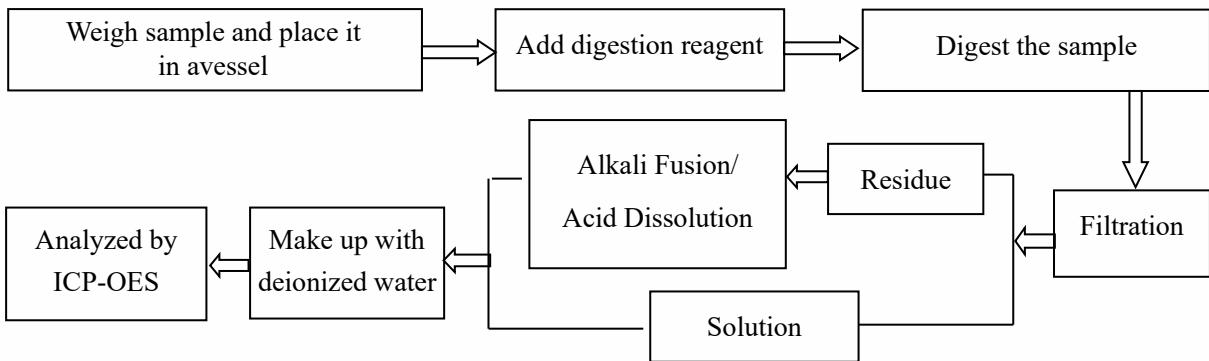 Weigh sample and place it
in avessel
Add digestion reagent
Digest the sample
Filtration
Residue
Alkali Fusion/
Acid Dissolution
Solution
Make up with
deionized water
Analyzed by
ICP-OES